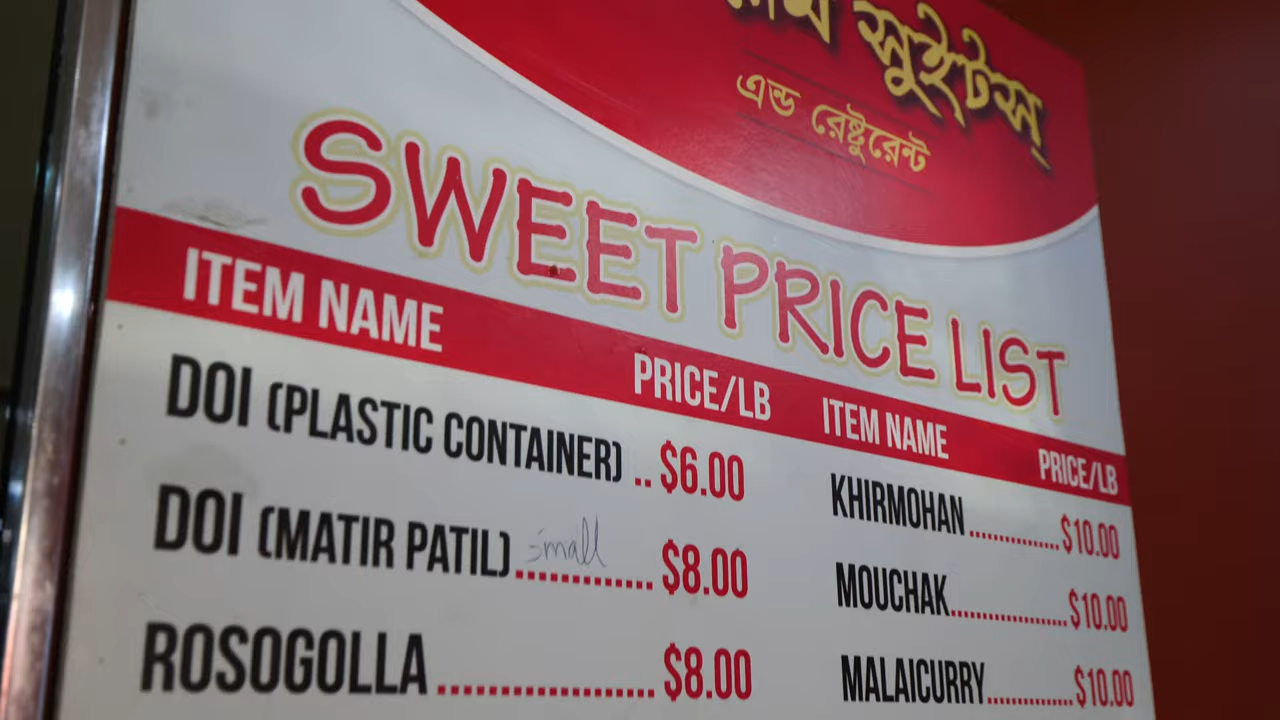 সুইটস্
এন্ড রেষ্টুরেন্ট
SWEET PRICE LIST
ITEM NAME PRICE/LB
DOI (PLASTIC CONTAINER) .. $6.00
DOI (MATIR PATIL) small ............. $8.00
ROSOGOLLA .................... $8.00
ITEM NAME PRICE/LB
KHIRMOHAN .............. $10.00
MOUCHAK .................. $10.00
MALAICURRY ............. $10.00